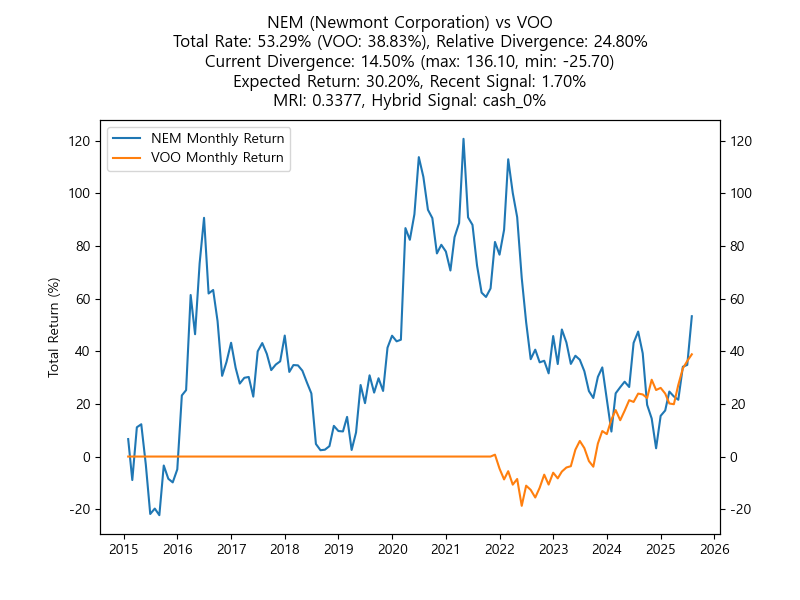 NEM (Newmont Corporation) vs VOO
Total Rate: 53.29% (VOO: 38.83%), Relative Divergence: 24.80%
Current Divergence: 14.50% (max: 136.10, min: -25.70)
Expected Return: 30.20%, Recent Signal: 1.70%
MRI: 0.3377, Hybrid Signal: cash_0%
NEM Monthly Return
VOO Monthly Return
Total Return (%)
120
100
80
60
40
20
0
-20
120
100
80
60
40
20
0
-20
2015 2016 2017 2018 2019 2020 2021 2022 2023 2024 2025 2026